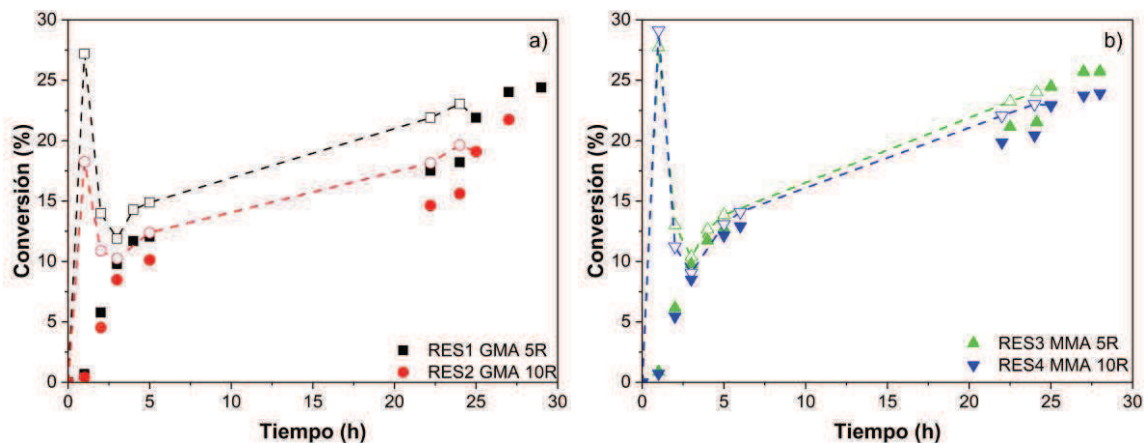 a)
Conversión (%)
30
25
20
15
10
5
0
RES1 GMA 5R
RES2 GMA 10R
0 5 10 15 20 25 30
Tiempo (h)
b)
Conversión (%)
30
25
20
15
10
5
0
RES3 MMA 5R
RES4 MMA 10R
0 5 10 15 20 25 30
Tiempo (h)